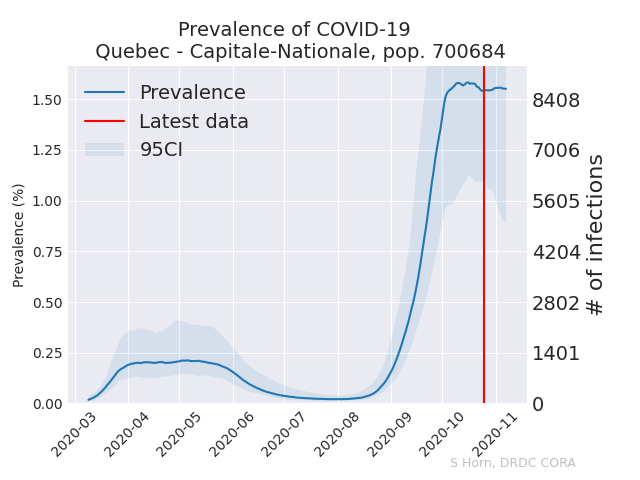 Prevalence of COVID-19
Quebec - Capitale-Nationale, pop. 700684
Prevalence
Latest data
95CI
Prevalence (%)
1.50
1.25
1.00
0.75
0.50
0.25
0.00
8408
7006
5605
4204
2802
1401
0
# of infections
2020-03
2020-04
2020-05
2020-06
2020-07
2020-08
2020-09
2020-10
2020-11
S Horn, DRDC CORA